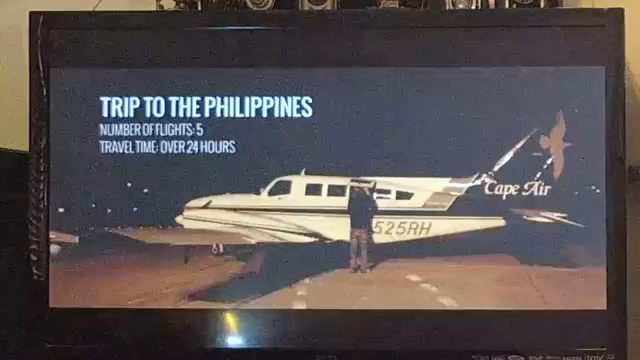 TRIP TO THE PHILIPPINES
NUMBER OF FLIGHTS: 5
TRAVEL TIME: OVER 24 HOURS
Cape Air
525RH